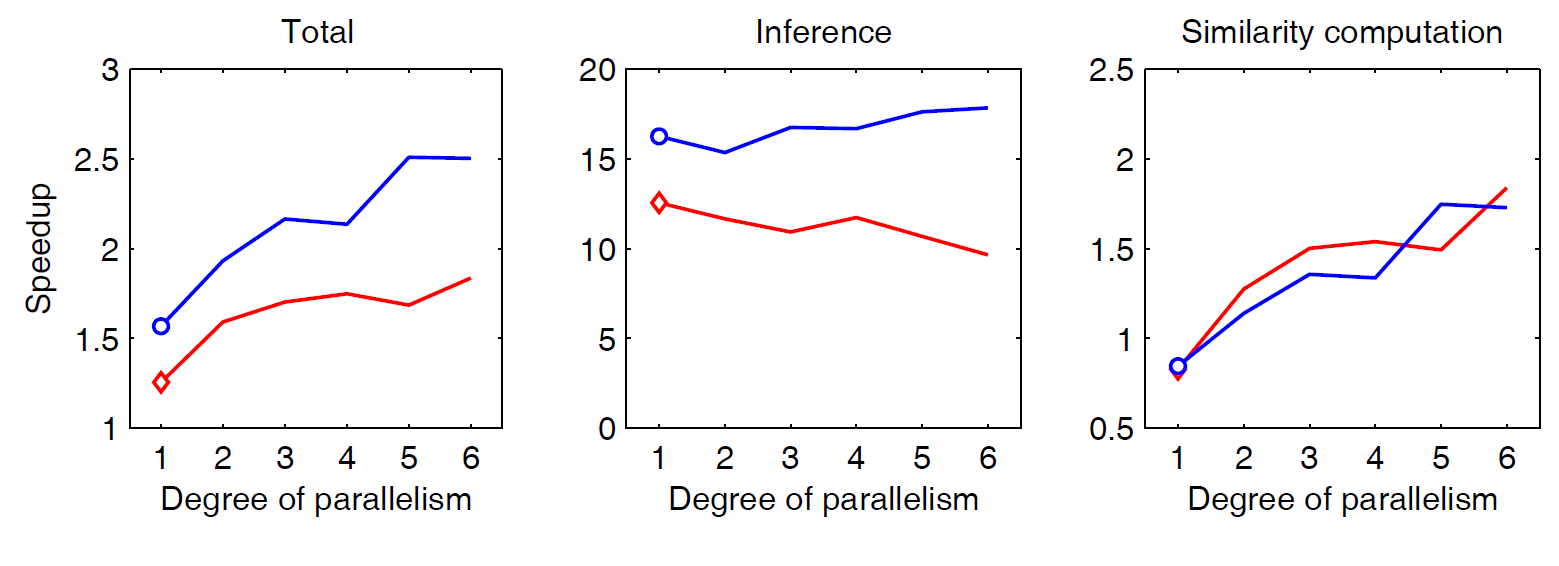 Total
Speedup
3
2.5
2
1.5
1
1 2 3 4 5 6
Degree of parallelism
Inference
20
15
10
5
0
1 2 3 4 5 6
Degree of parallelism
Similarity computation
2.5
2
1.5
1
0.5
1 2 3 4 5 6
Degree of parallelism